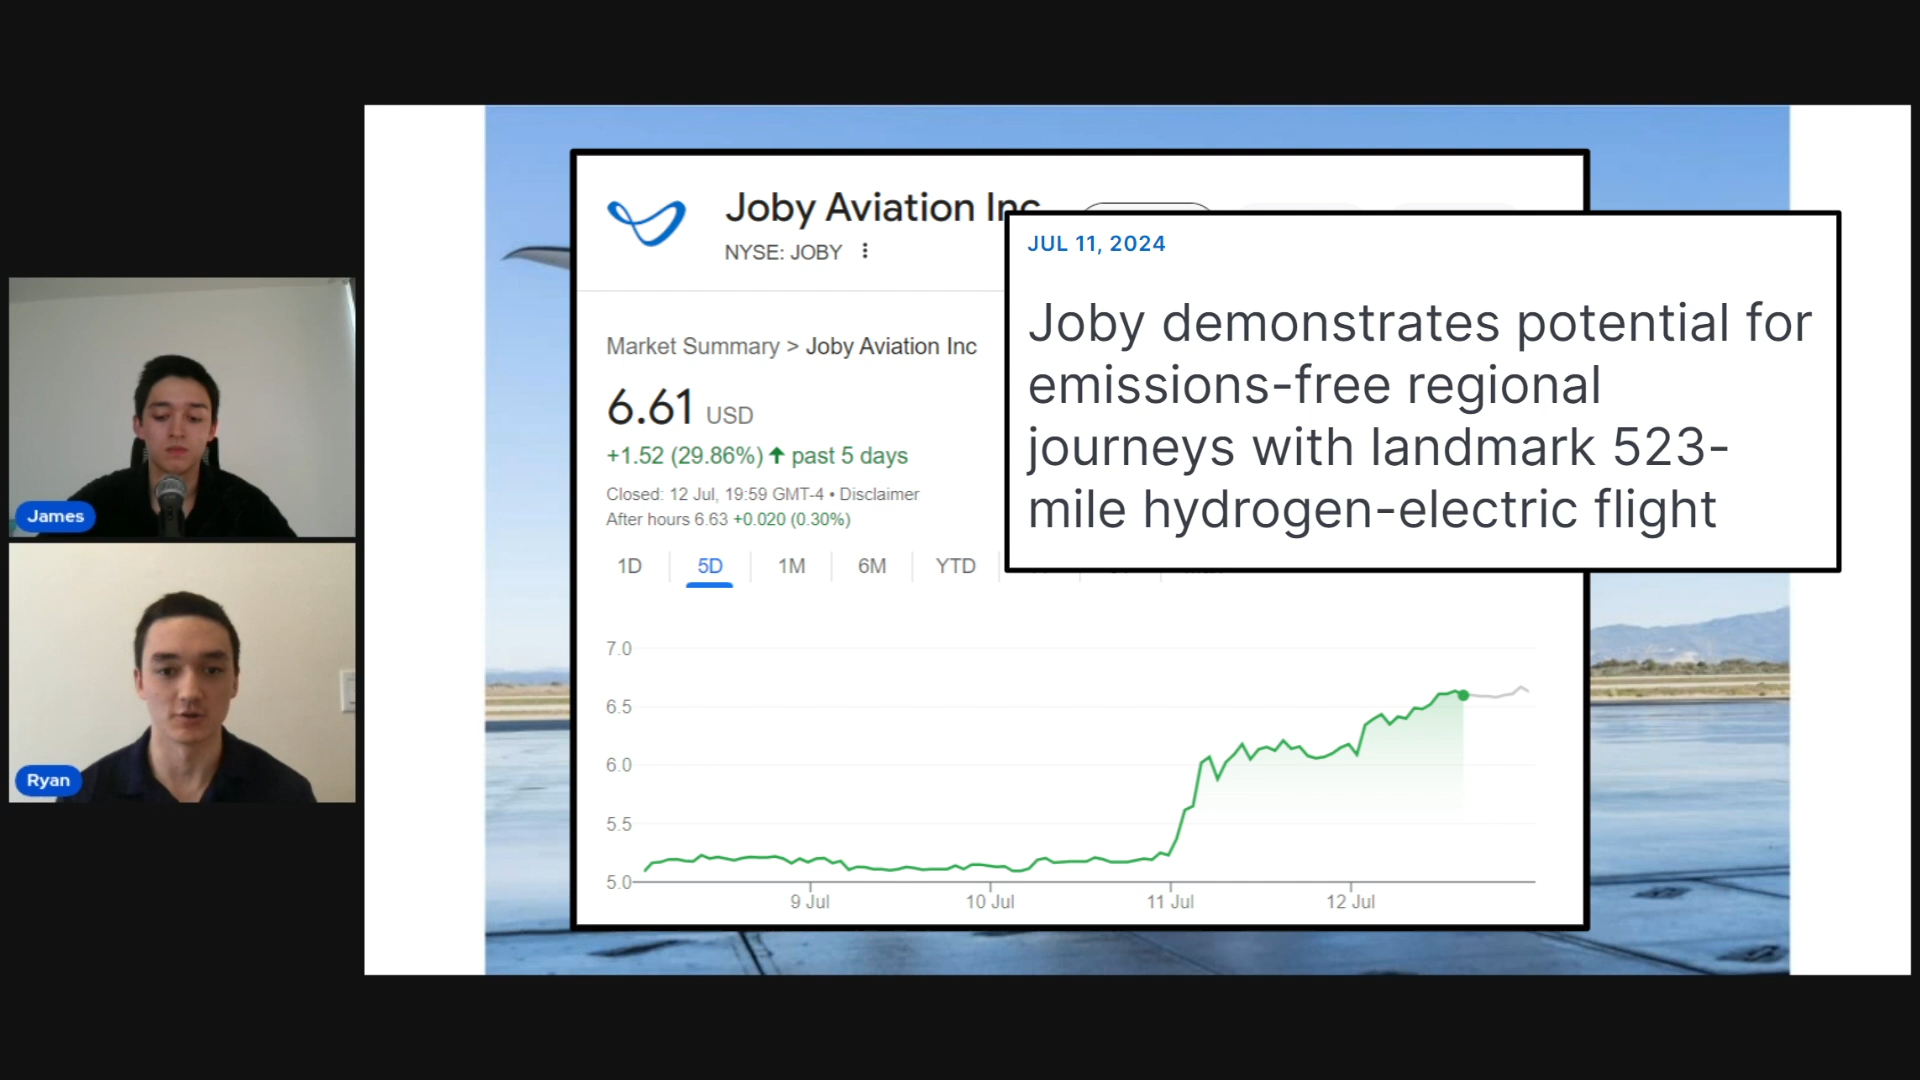 James
Ryan
Joby Aviation Inc
NYSE: JOBY
Market Summary > Joby Aviation Inc
6.61 USD
+1.52 (29.86%) ↑ past 5 days
Closed: 12 Jul, 19:59 GMT-4 • Disclaimer
After hours 6.63 +0.020 (0.30%)
1D 5D 1M 6M YTD
7.0
6.5
6.0
5.5
5.0
9 Jul 10 Jul 11 Jul 12 Jul
JUL 11, 2024
Joby demonstrates potential for
emissions-free regional
journeys with landmark 523-
mile hydrogen-electric flight